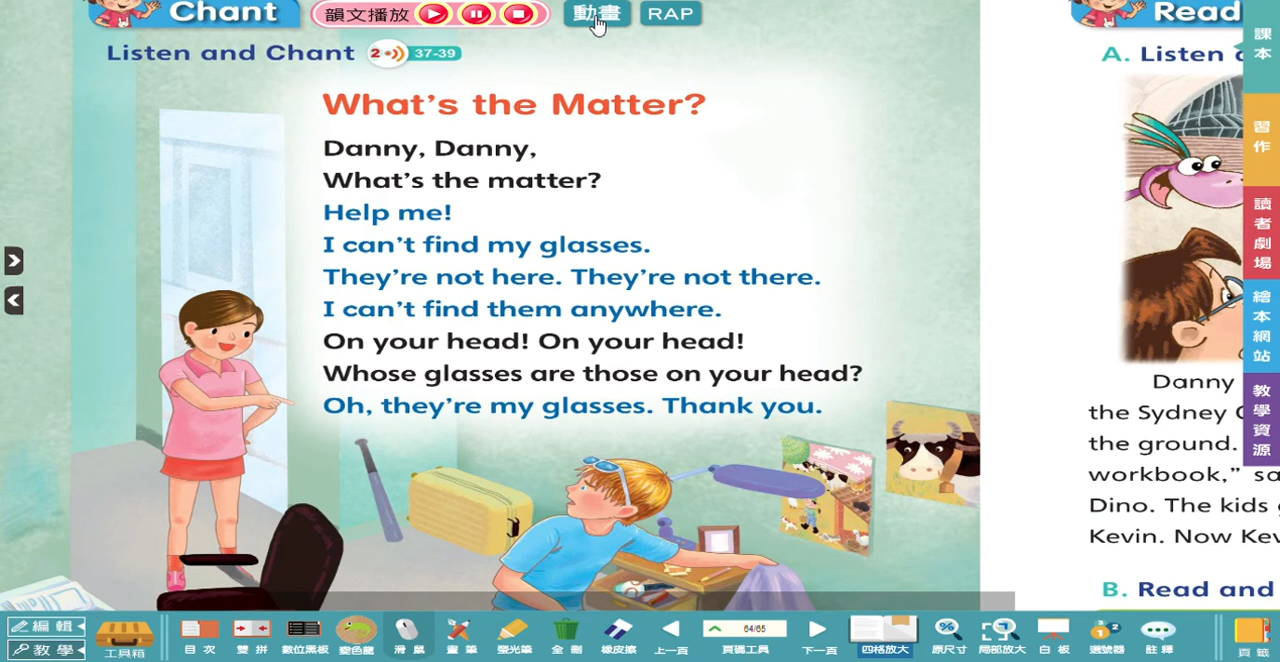 Chant
韻文播放
動畫
RAP
Listen and Chant
2
37-39
What's the Matter?
Danny, Danny,
What's the matter?
Help me!
I can't find my glasses.
They're not here. They're not there.
I can't find them anywhere.
On your head! On your head!
Whose glasses are those on your head?
Oh, they're my glasses. Thank you.
Read
A. Listen
Danny
the Sydney
the ground.
workbook,” sa
Dino. The kids
Kevin. Now Kev
B. Read and
課本
習作
讀者劇場
繪本網站
教學資源
編輯
教學
工具箱
目次
雙拼
數位黑板
變色龍
滑鼠
畫筆
螢光筆
全刪
橡皮擦
上一頁
64/65
頁碼工具
下一頁
四格放大
原尺寸
局部放大
白板
選號器
註釋
頁籤